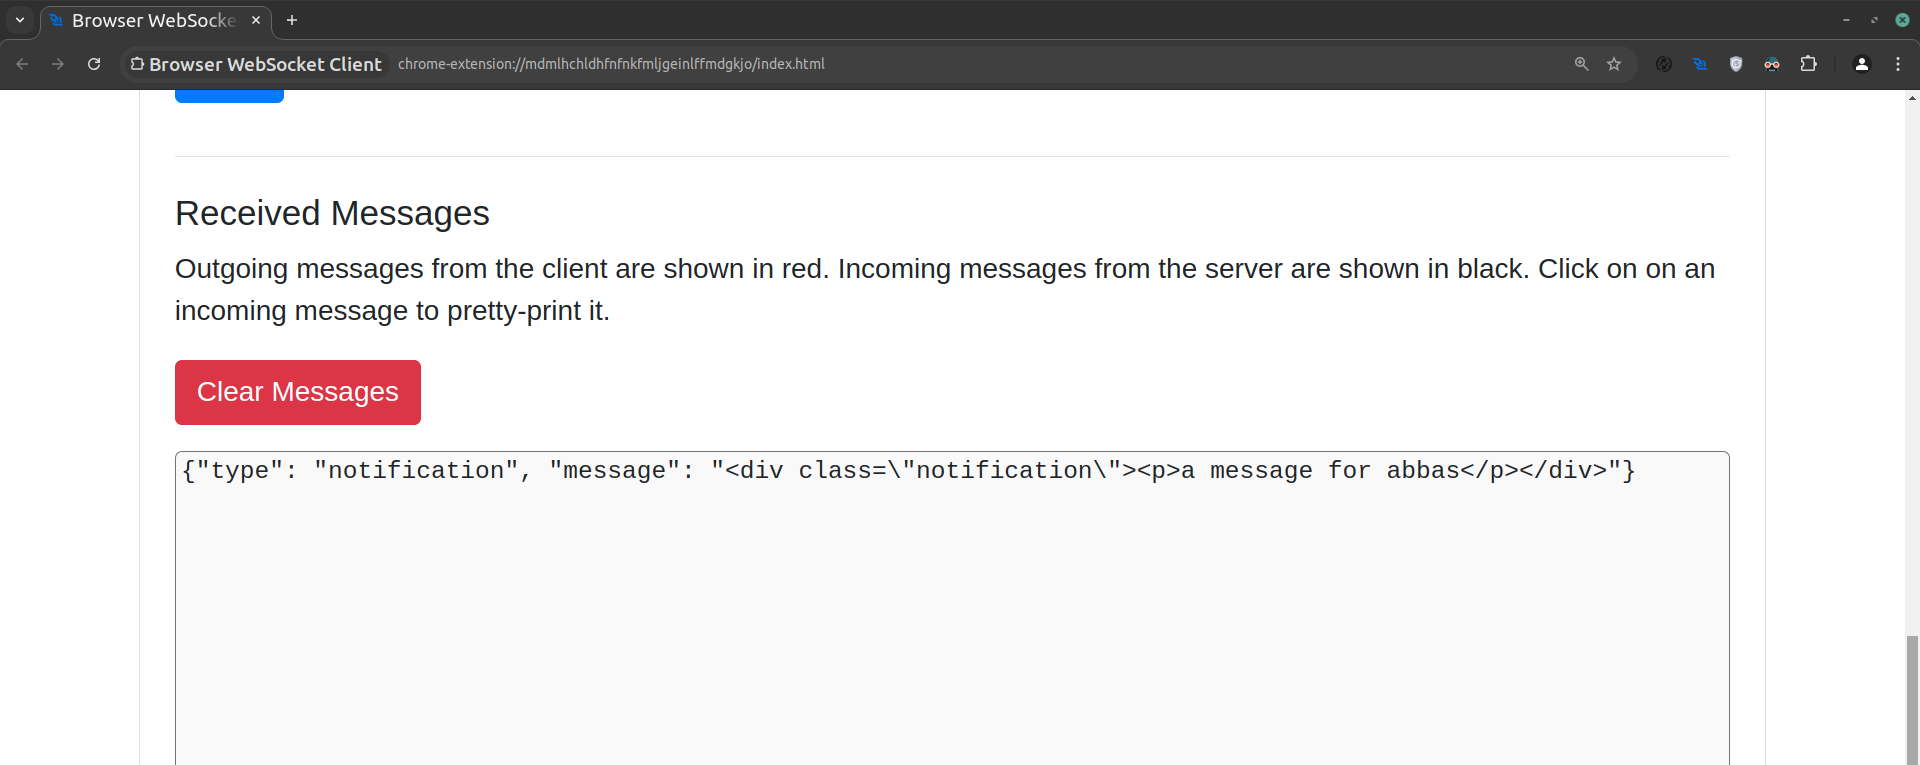 Browser WebSocke
Browser WebSocket Client chrome-extension://mdmlhchldhfnfnkfmljgeinlffmdgkjo/index.html
Received Messages
Outgoing messages from the client are shown in red. Incoming messages from the server are shown in black. Click on on an
incoming message to pretty-print it.
Clear Messages
{"type": "notification", "message": "<div class=\"notification\"><p>a message for abbas</p></div>"}